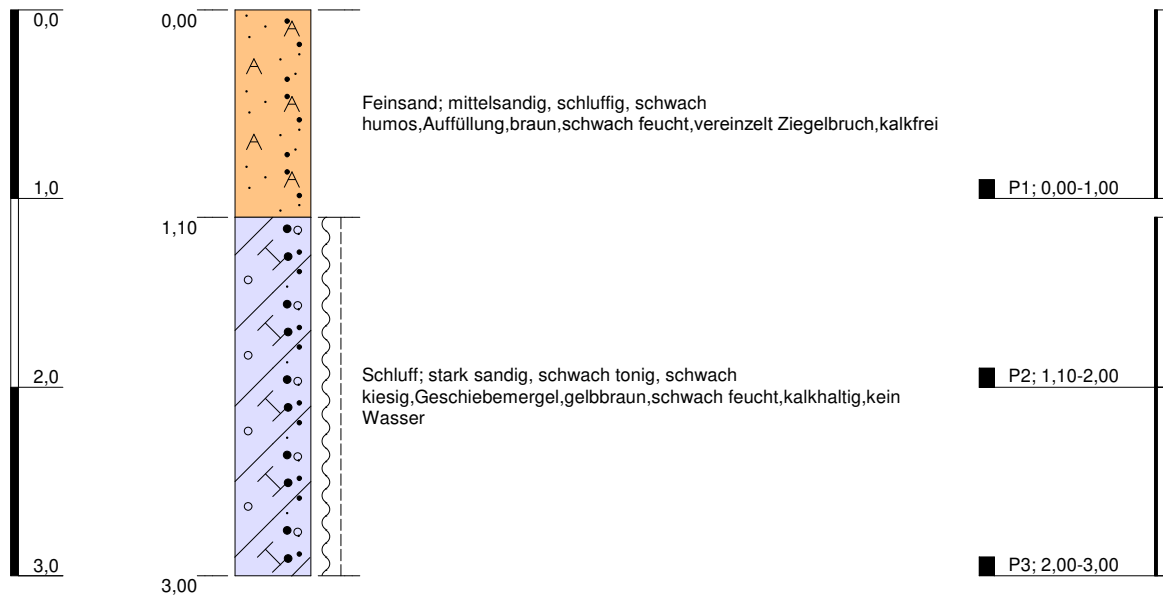 0,0
0,00
Feinsand; mittelsandig, schluffig, schwach
humos,Auffüllung,braun,schwach feucht,vereinzelt Ziegelbruch,kalkfrei
1,0
P1; 0,00-1,00
1,10
2,0
Schluff; stark sandig, schwach tonig, schwach
kiesig,Geschiebemergel,gelbbraun,schwach feucht,kalkhaltig,kein
Wasser
P2; 1,10-2,00
3,0
3,00
P3; 2,00-3,00